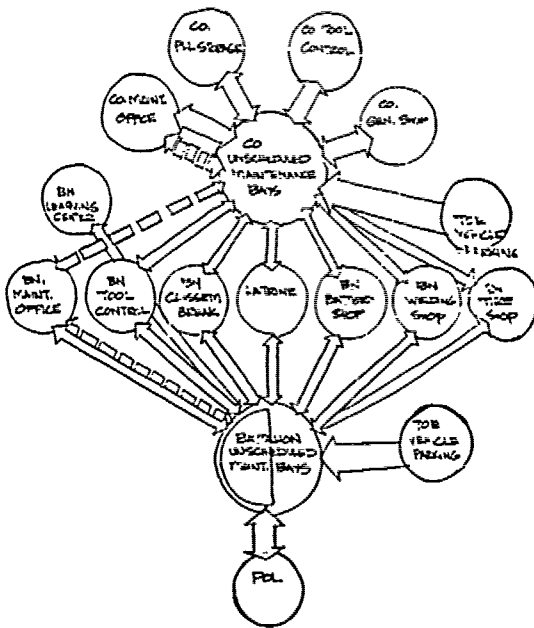 CO.
PLL STORAGE
CO TOOL
CONTROL
CO. MAINT.
OFFICE
CO.
GEN. SHOP
CO
UNSCHEDULED
MAINTENANCE
BAYS
BN
LEARNING
CENTER
TOE
VEHICLE
PARKING
BN.
MAINT.
OFFICE
BN
TOOL
CONTROL
BN
CLASSRM
BREAK
LATRINE
BN
BATTERY
SHOP
BN
WELDING
SHOP
BN
TIRE
SHOP
BATTALION
UNSCHEDULED
MAINT. BAYS
TOE
VEHICLE
PARKING
POL